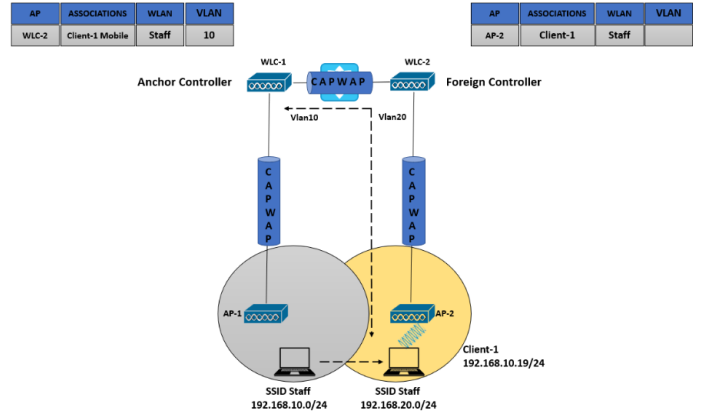 AP ASSOCIATIONS WLAN VLAN
WLC-2 Client-1 Mobile Staff 10
AP ASSOCIATIONS WLAN VLAN
AP-2 Client-1 Staff
WLC-1
WLC-2
Anchor Controller
CAPWAP
Foreign Controller
Vlan10
Vlan20
CAPWAP
CAPWAP
AP-1
AP-2
Client-1
192.168.10.19/24
SSID Staff
192.168.10.0/24
SSID Staff
192.168.20.0/24